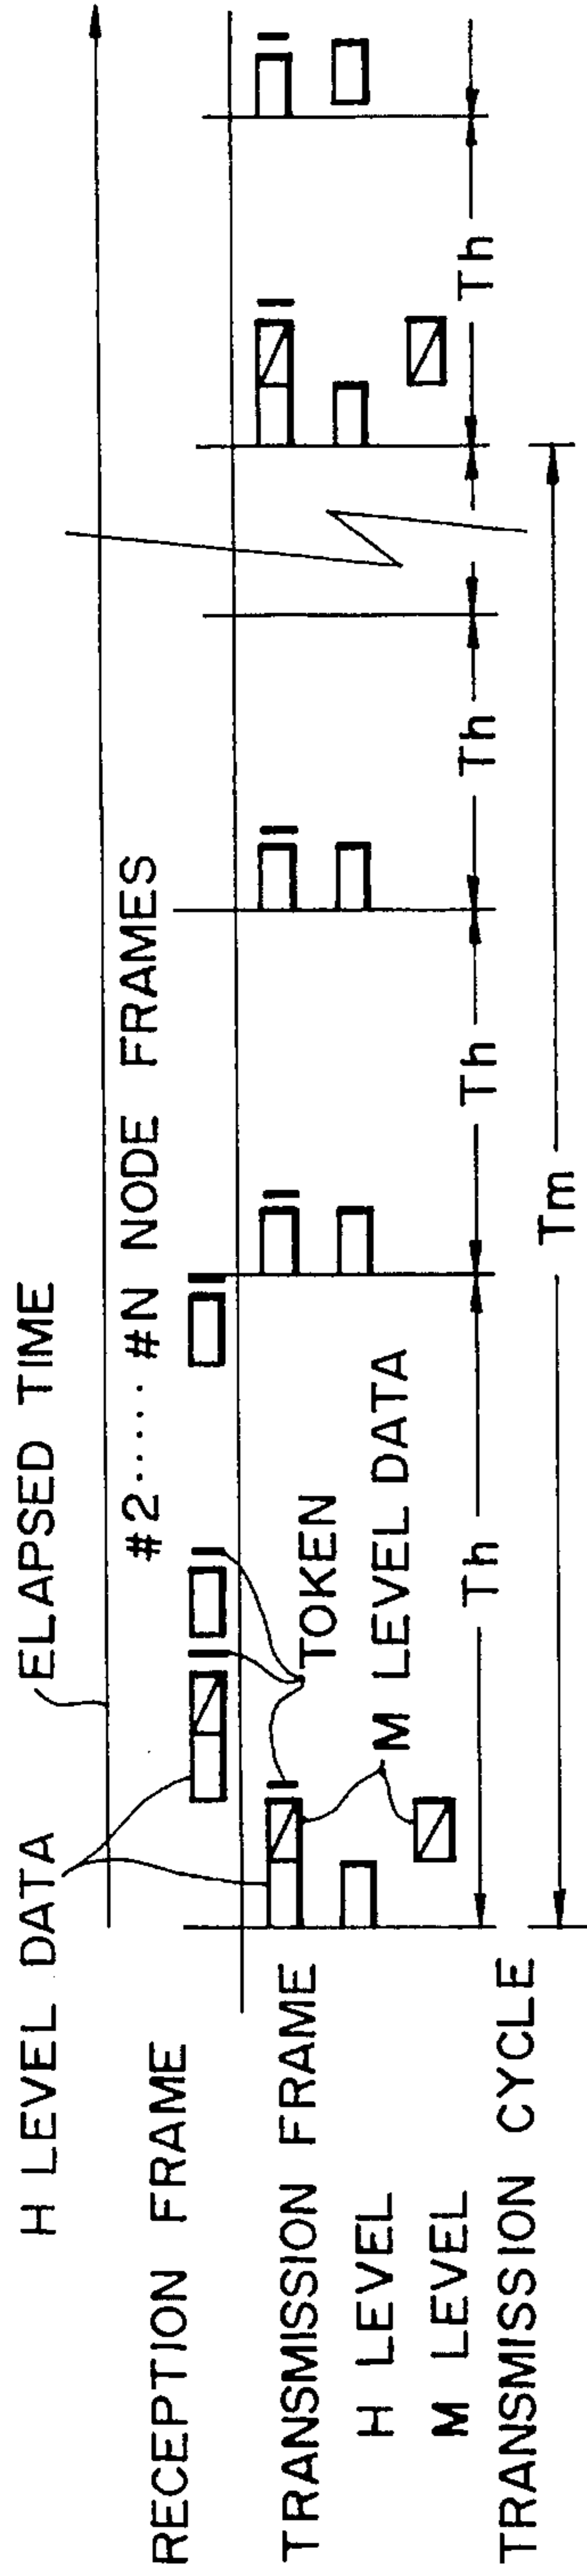 H LEVEL DATA
ELAPSED TIME
#2····· #N NODE FRAMES
RECEPTION FRAME
TOKEN
TRANSMISSION FRAME
M LEVEL DATA
H LEVEL
M LEVEL
TRANSMISSION CYCLE
Th
Th
Th
Th
Tm